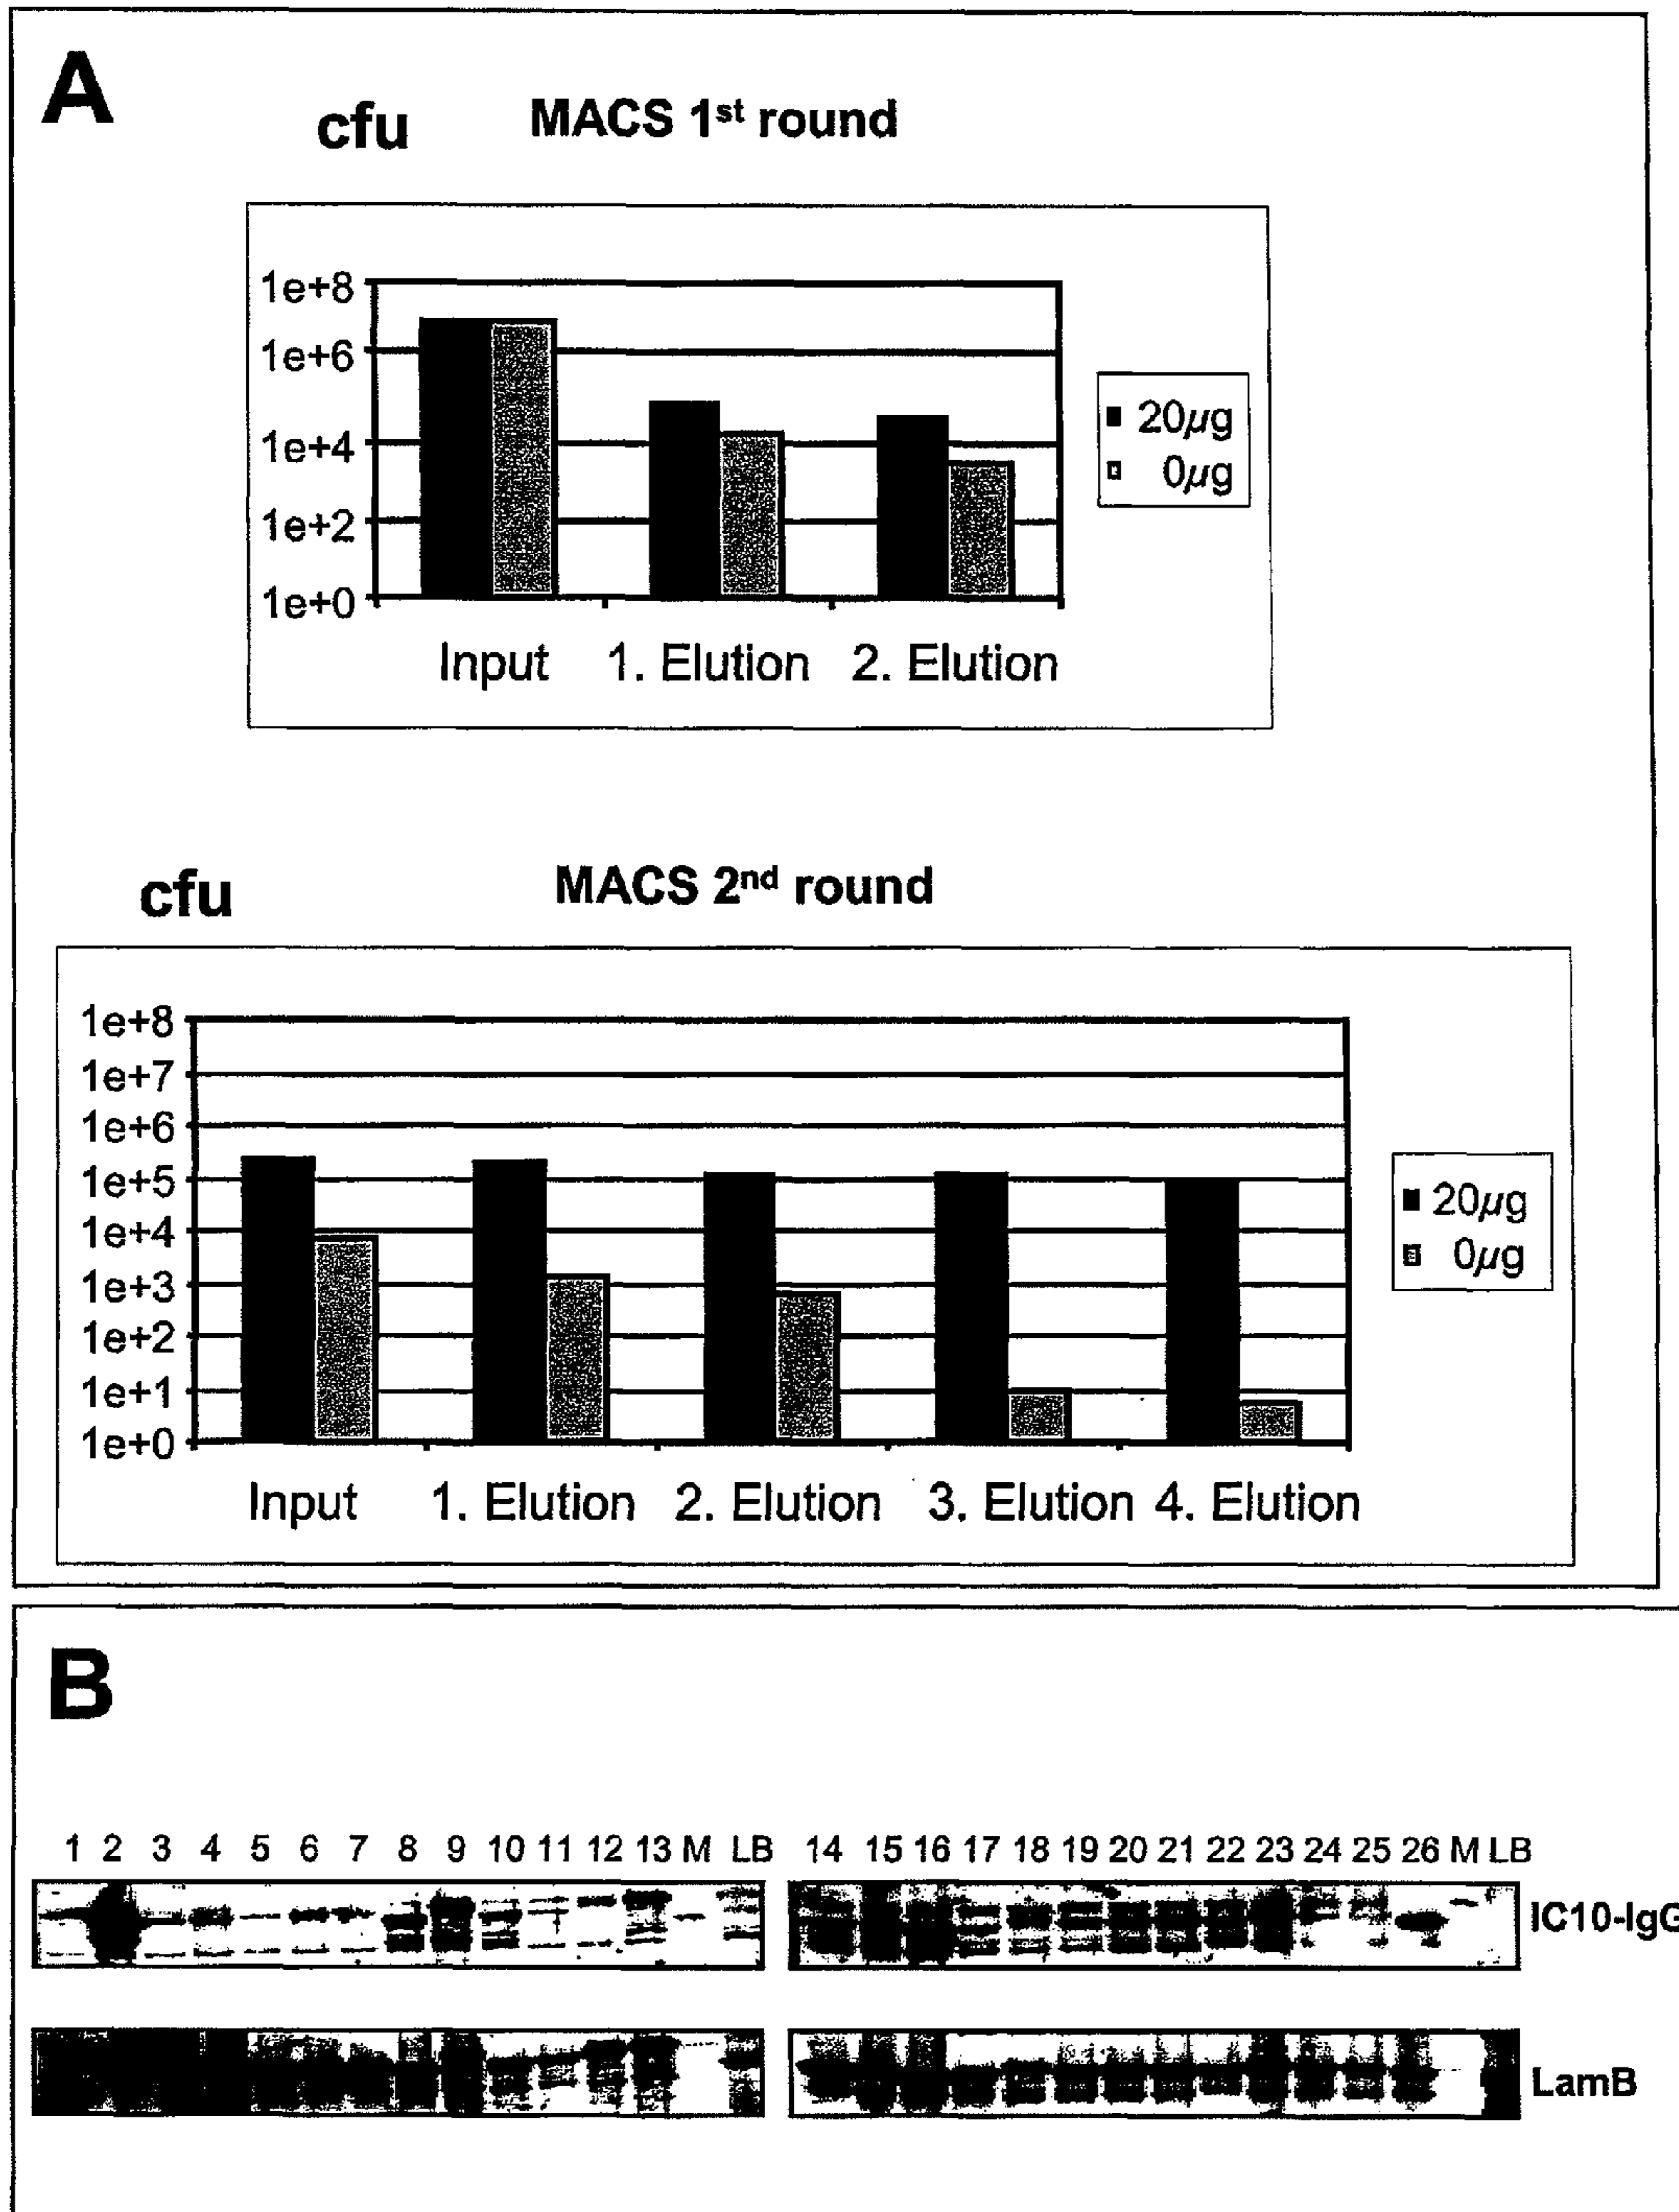 A
cfu MACS 1st round
1e+8
1e+6
1e+4
1e+2
1e+0
20µg
0µg
Input 1. Elution 2. Elution
cfu MACS 2nd round
1e+8
1e+7
1e+6
1e+5
1e+4
1e+3
1e+2
1e+1
1e+0
20µg
0µg
Input 1. Elution 2. Elution 3. Elution 4. Elution
B
1 2 3 4 5 6 7 8 9 10 11 12 13 M LB 14 15 16 17 18 19 20 21 22 23 24 25 26 M LB
IC10-IgG
LamB